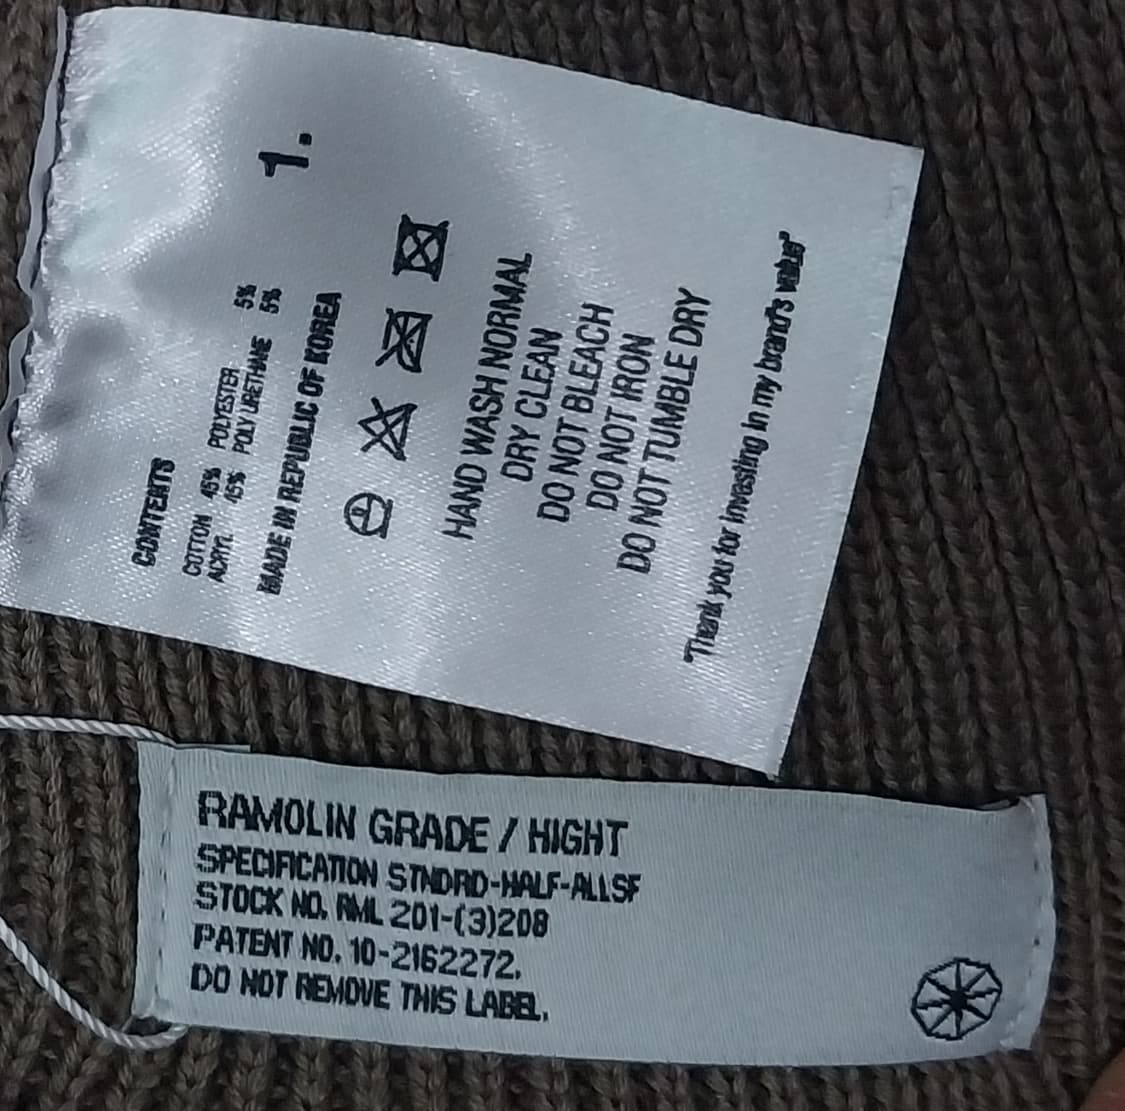 1.
CONTENTS
COTTON 45% POLYESTER 5%
ACRYL 45% POLYURETHANE 5%
MADE IN REPUBLIC OF KOREA
HAND WASH NORMAL
DRY CLEAN
DO NOT BLEACH
DO NOT IRON
DO NOT TUMBLE DRY
"Thank you for investing in my brand's value"
RAMOLIN GRADE / HIGHT
SPECIFICATION STNDRD-HALF-ALLSF
STOCK NO. RML 201-(3)208
PATENT NO. 10-2162272.
DO NOT REMOVE THIS LABEL.